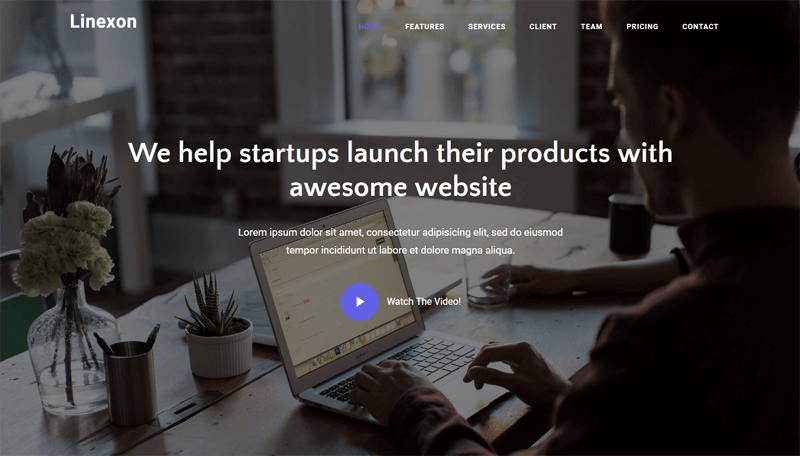 Linexon
HOME
FEATURES
SERVICES
CLIENT
TEAM
PRICING
CONTACT
We help startups launch their products with
awesome website
Lorem ipsum dolor sit amet, consectetur adipisicing elit, sed do eiusmod
tempor incididunt ut labore et dolore magna aliqua.
Watch The Video!